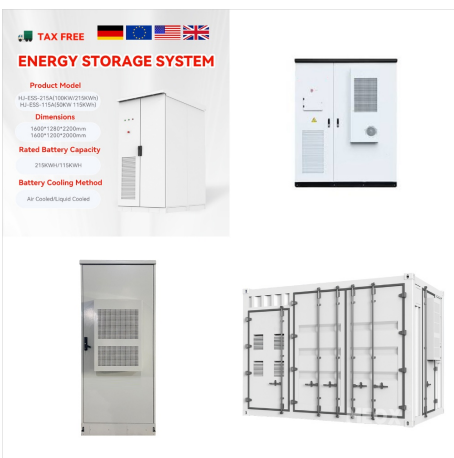 TAX FREE
ENERGY STORAGE SYSTEM
Product Model
HJ-ESS-215A(100KW/215KWh)
HJ-ESS-115A(50KW 115KWh)
Dimensions
1600*1280*2200mm
1600*1200*2000mm
Rated Battery Capacity
215KWH/115KWH
Battery Cooling Method
Air Cooled/Liquid Cooled